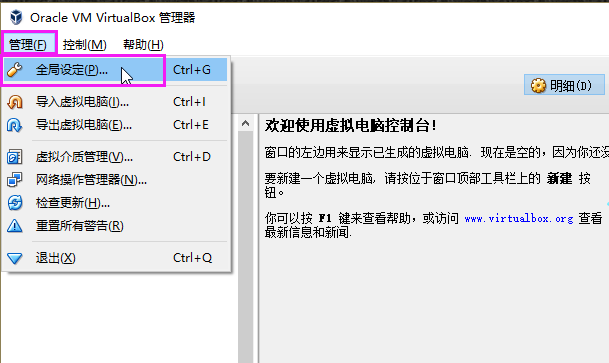 Oracle VM VirtualBox 管理器
管理(F) 控制(M) 帮助(H)
全局设定(P)... Ctrl+G
导入虚拟电脑(I)... Ctrl+I
导出虚拟电脑(E)... Ctrl+E
虚拟介质管理(V)... Ctrl+D
网络操作管理器(N)...
检查更新(H)...
重置所有警告(R)
退出(X) Ctrl+Q
明细(D)
欢迎使用虚拟电脑控制台!
窗口的左边用来显示已生成的虚拟电脑. 现在是空的, 因为你还没
要新建一个虚拟电脑, 请按位于窗口顶部工具栏上的 新建 按
钮。
你可以按 F1 键来查看帮助, 或访问 www.virtualbox.org 查看
最新信息和新闻.